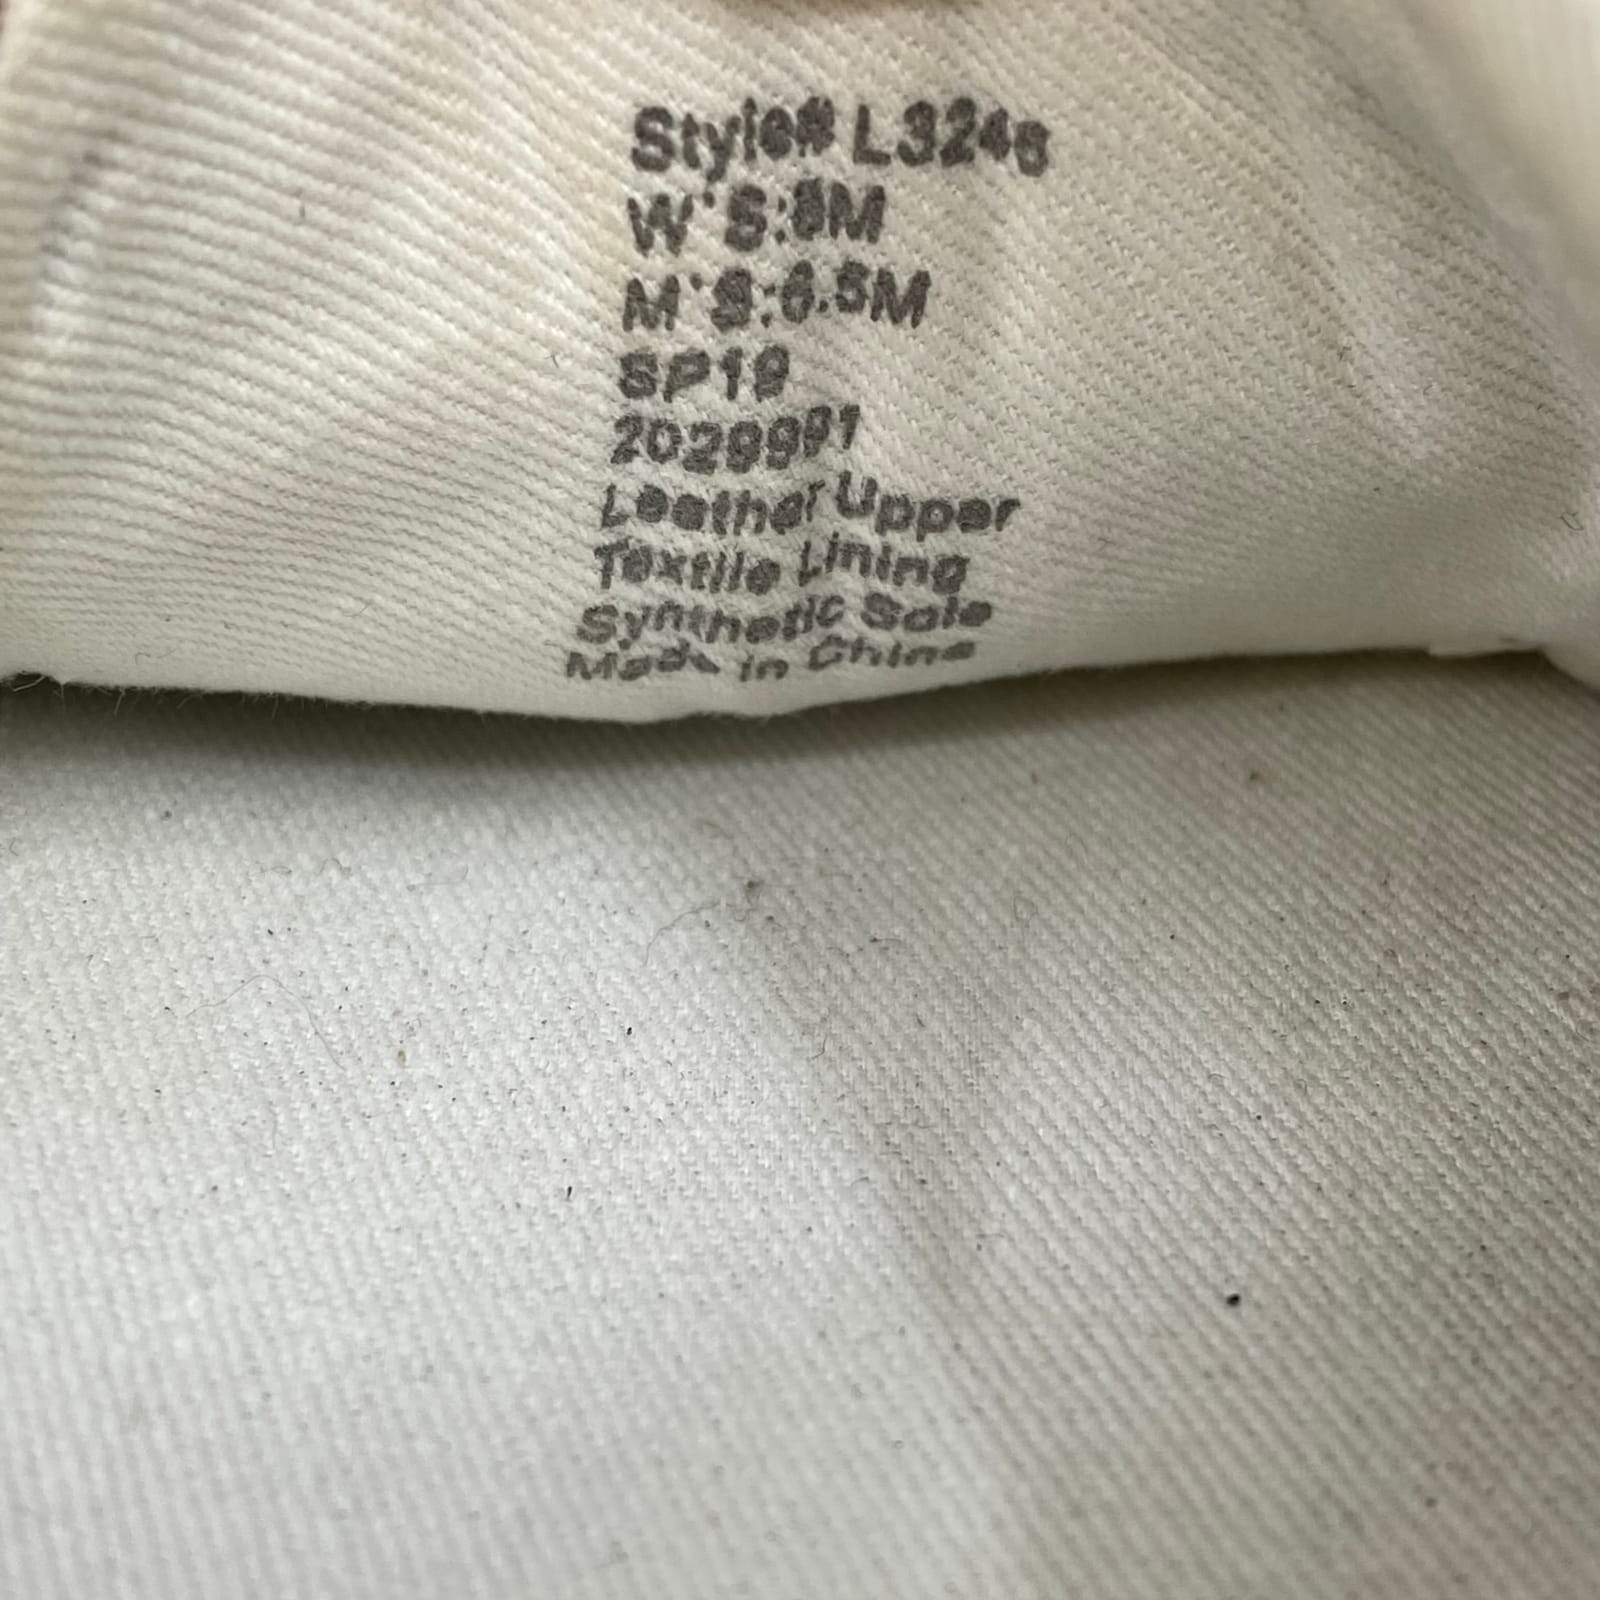 Style# L3246
W'S:8M
M'S:6.5M
SP19
2029991
Leather Upper
Textile Lining
Synthetic Sole
Made in China